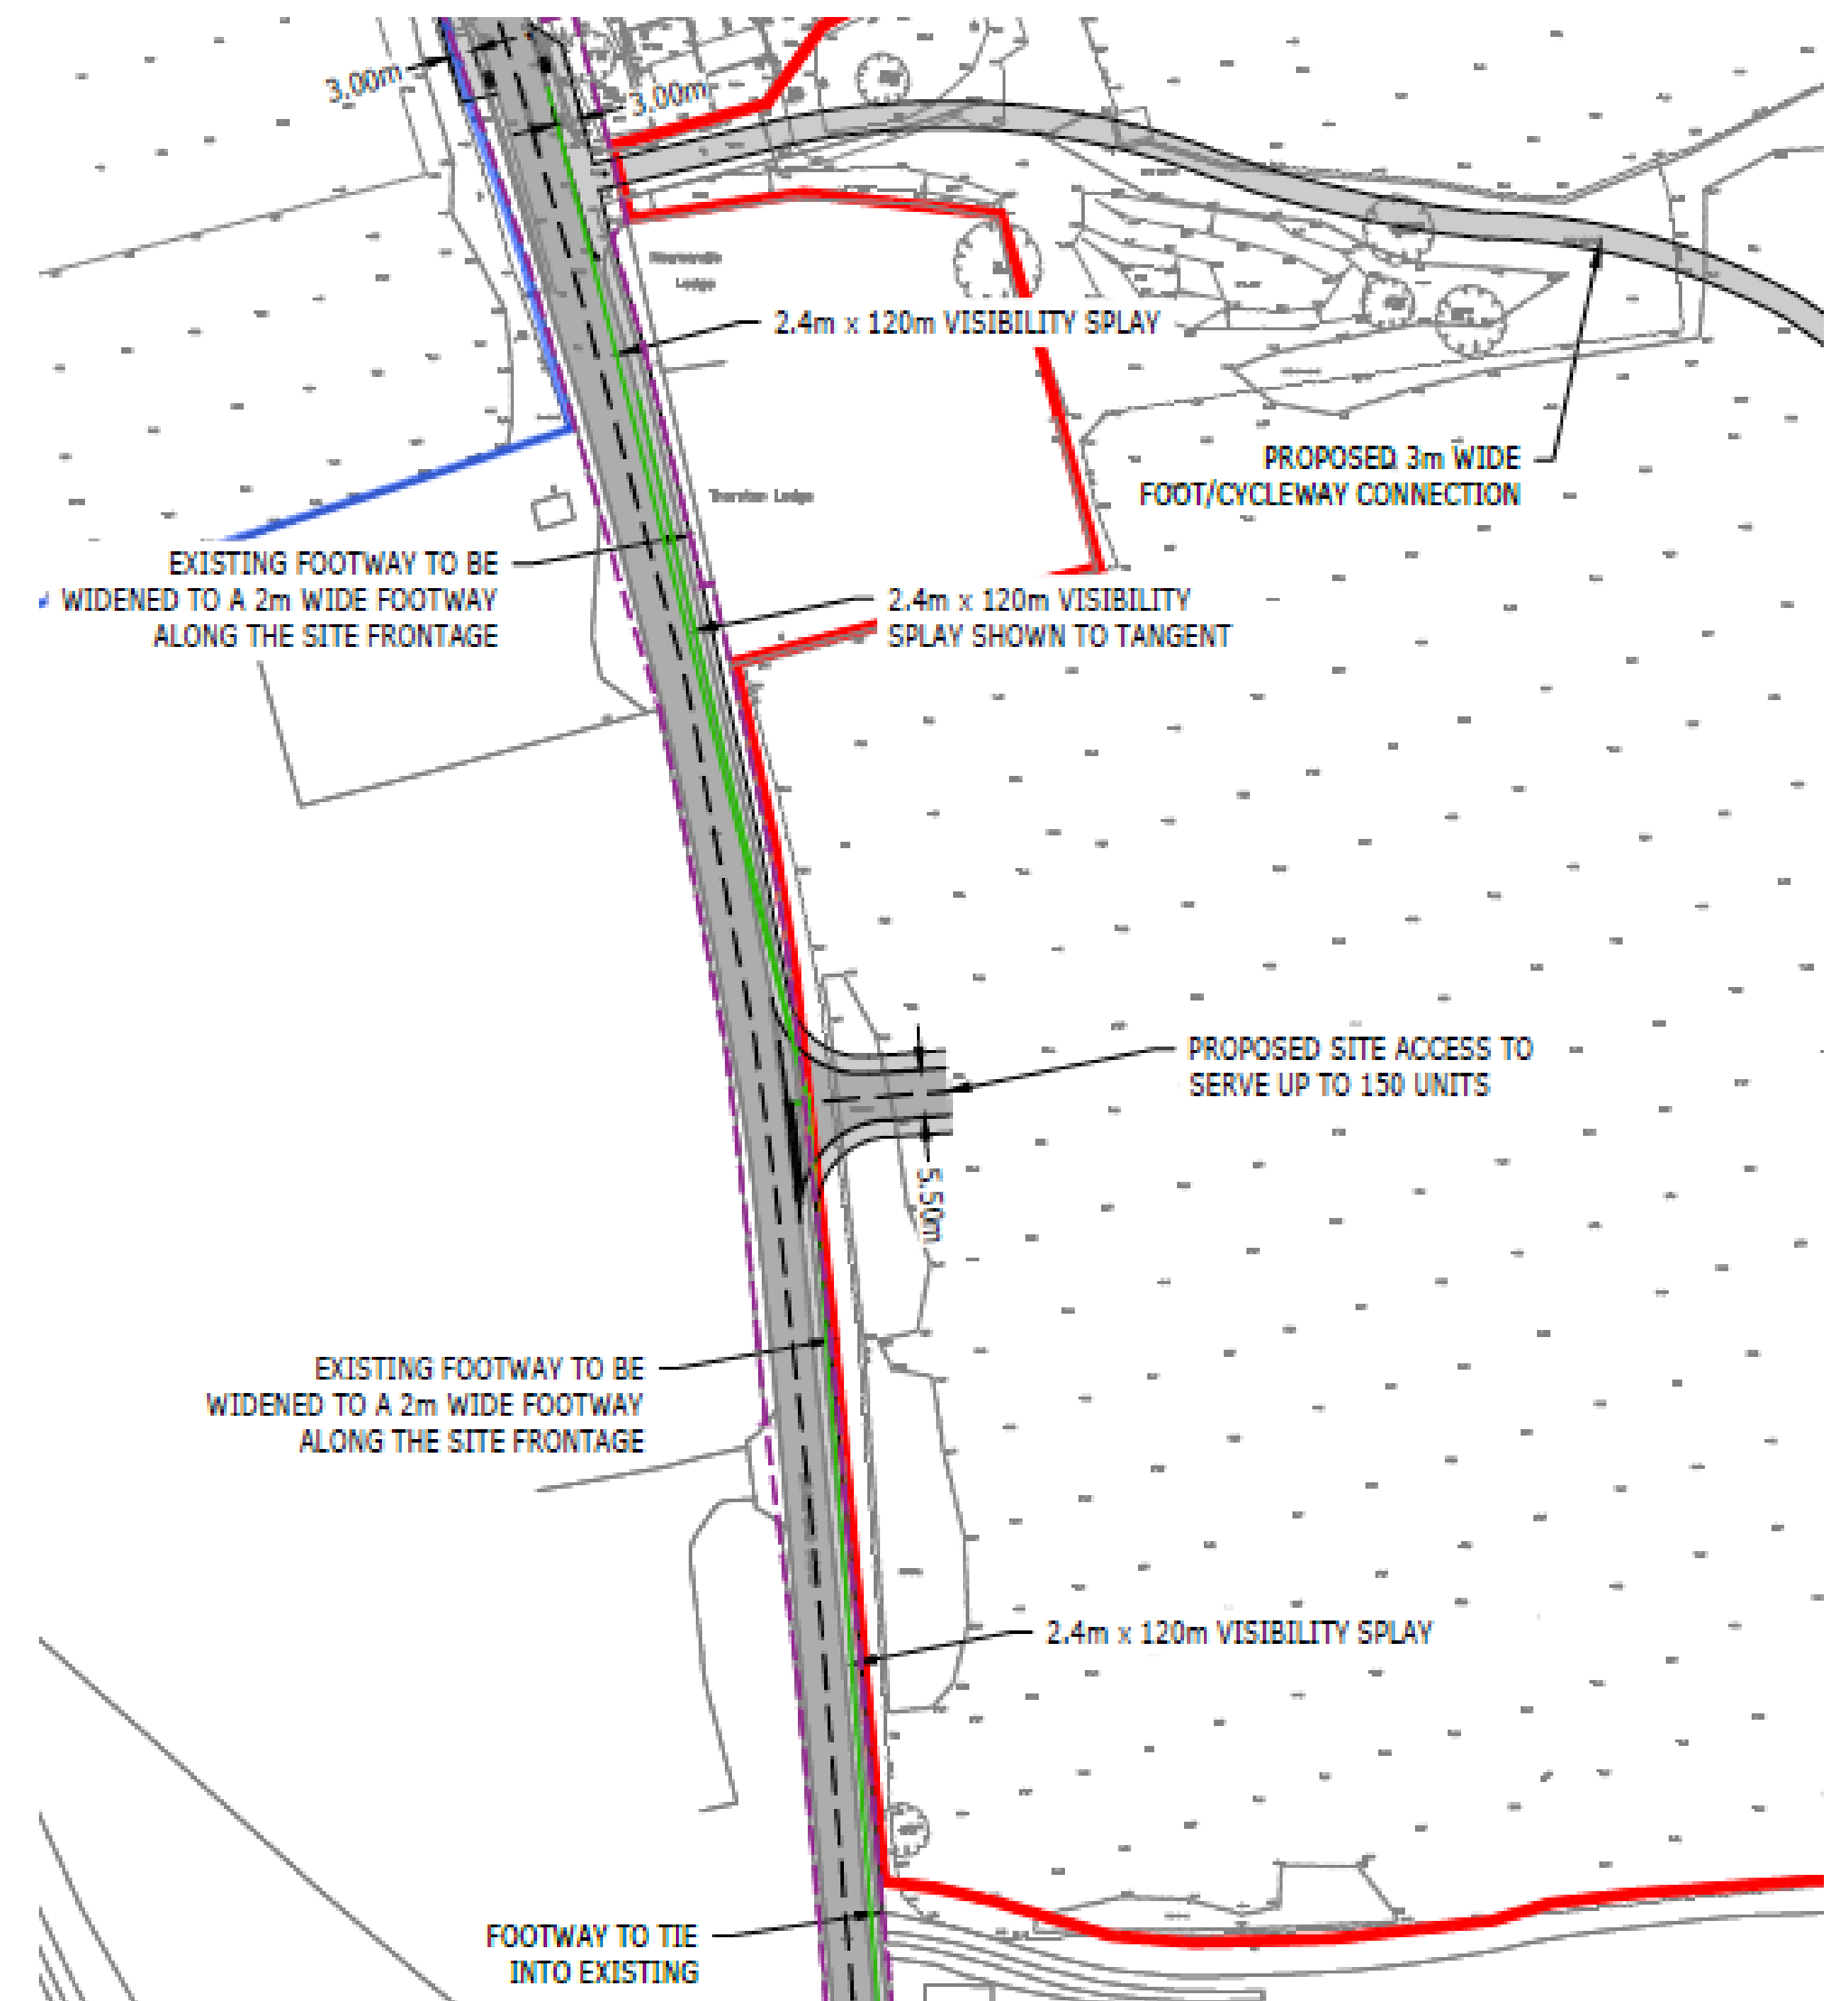 3.00m
3.00m
Lodge
2.4m x 120m VISIBILITY SPLAY
PROPOSED 3m WIDE
FOOT/CYCLEWAY CONNECTION
Thornton Lodge
EXISTING FOOTWAY TO BE
WIDENED TO A 2m WIDE FOOTWAY
ALONG THE SITE FRONTAGE
2.4m x 120m VISIBILITY
SPLAY SHOWN TO TANGENT
PROPOSED SITE ACCESS TO
SERVE UP TO 150 UNITS
5.50m
EXISTING FOOTWAY TO BE
WIDENED TO A 2m WIDE FOOTWAY
ALONG THE SITE FRONTAGE
2.4m x 120m VISIBILITY SPLAY
FOOTWAY TO TIE
INTO EXISTING